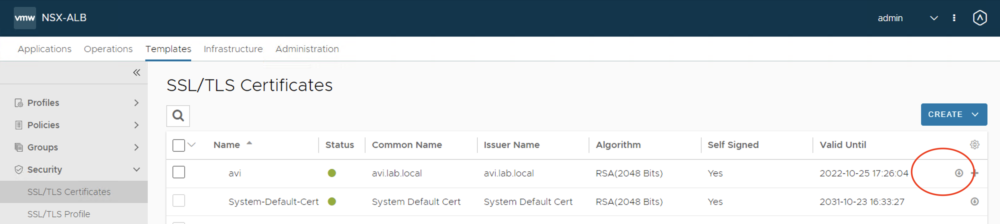 vmw NSX-ALB admin
Applications Operations Templates Infrastructure Administration
SSL/TLS Certificates
Profiles
Policies
Groups
Security
SSL/TLS Certificates
SSL/TLS Profile
CREATE
Name Status Common Name Issuer Name Algorithm Self Signed Valid Until
avi avi.lab.local avi.lab.local RSA(2048 Bits) Yes 2022-10-25 17:26:04
System-Default-Cert System Default Cert System Default Cert RSA(2048 Bits) Yes 2031-10-23 16:33:27